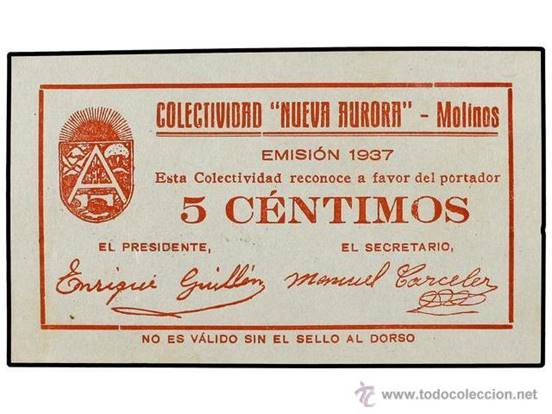 COLECTIVIDAD "NUEVA AURORA" - Molinos
EMISIÓN 1937
Esta Colectividad reconoce a favor del portador
5 CÉNTIMOS
EL PRESIDENTE, EL SECRETARIO,
Enrique Guillén Manuel Carceler
NO ES VÁLIDO SIN EL SELLO AL DORSO
tc www.todocoleccion.net